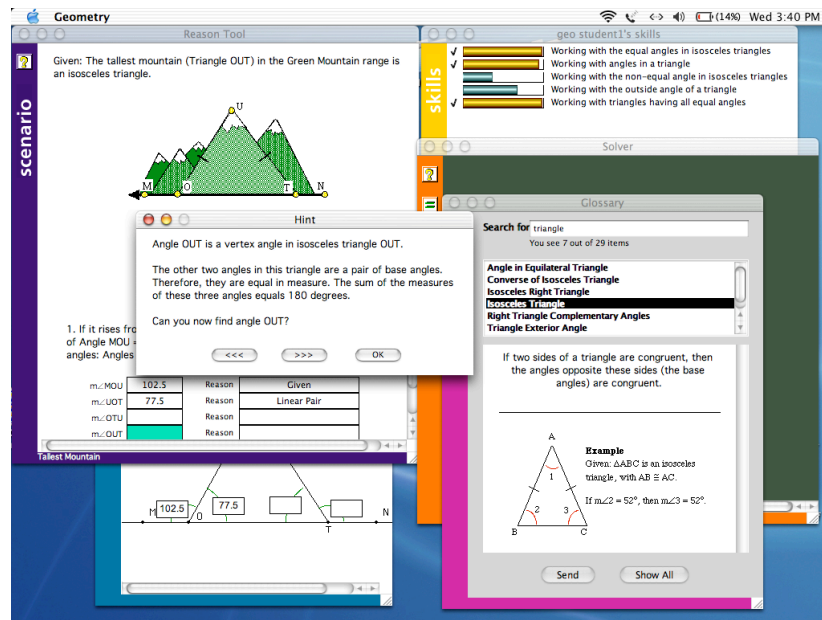 Geometry
(14%) Wed 3:40 PM
Reason Tool
scenario
Given: The tallest mountain (Triangle OUT) in the Green Mountain range is
an isosceles triangle.
U
M
O
T
N
1. If it rises fro
of Angle MOU =
angles: Angles
m∠MOU 102.5 Reason Given
m∠UOT 77.5 Reason Linear Pair
m∠OTU Reason
m∠OUT Reason
Tallest Mountain
Hint
Angle OUT is a vertex angle in isosceles triangle OUT.
The other two angles in this triangle are a pair of base angles.
Therefore, they are equal in measure. The sum of the measures
of these three angles equals 180 degrees.
Can you now find angle OUT?
<<< >>> OK
M 102.5 O 77.5 T N
geo student1's skills
skills
Working with the equal angles in isosceles triangles
Working with angles in a triangle
Working with the non-equal angle in isosceles triangles
Working with the outside angle of a triangle
Working with triangles having all equal angles
Solver
?
=
Glossary
Search for triangle
You see 7 out of 29 items
Angle in Equilateral Triangle
Converse of Isosceles Triangle
Isosceles Right Triangle
Isosceles Triangle
Right Triangle Complementary Angles
Triangle Exterior Angle
If two sides of a triangle are congruent, then
the angles opposite these sides (the base
angles) are congruent.
A
1
2 3
B C
Example
Given: ΔABC is an isosceles
triangle, with AB ≅ AC.
If m∠2 = 52°, then m∠3 = 52°.
Send Show All